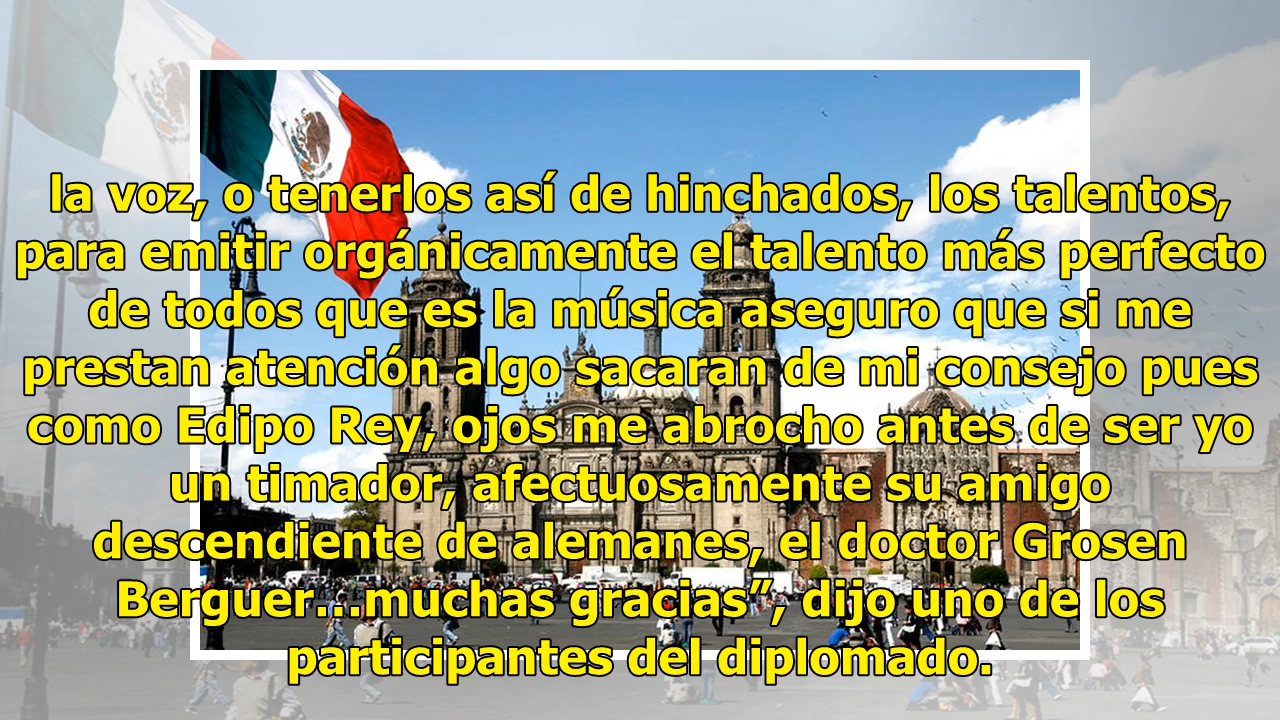 la voz, o tenerlos así de hinchados, los talentos,
para emitir orgánicamente el talento más perfecto
de todos que es la música aseguro que si me
prestan atención algo sacaran de mi consejo pues
como Edipo Rey, ojos me abrocho antes de ser yo
un timador, afectuosamente su amigo
descendiente de alemanes, el doctor Grosen
Berguer...muchas gracias”, dijo uno de los
participantes del diplomado.